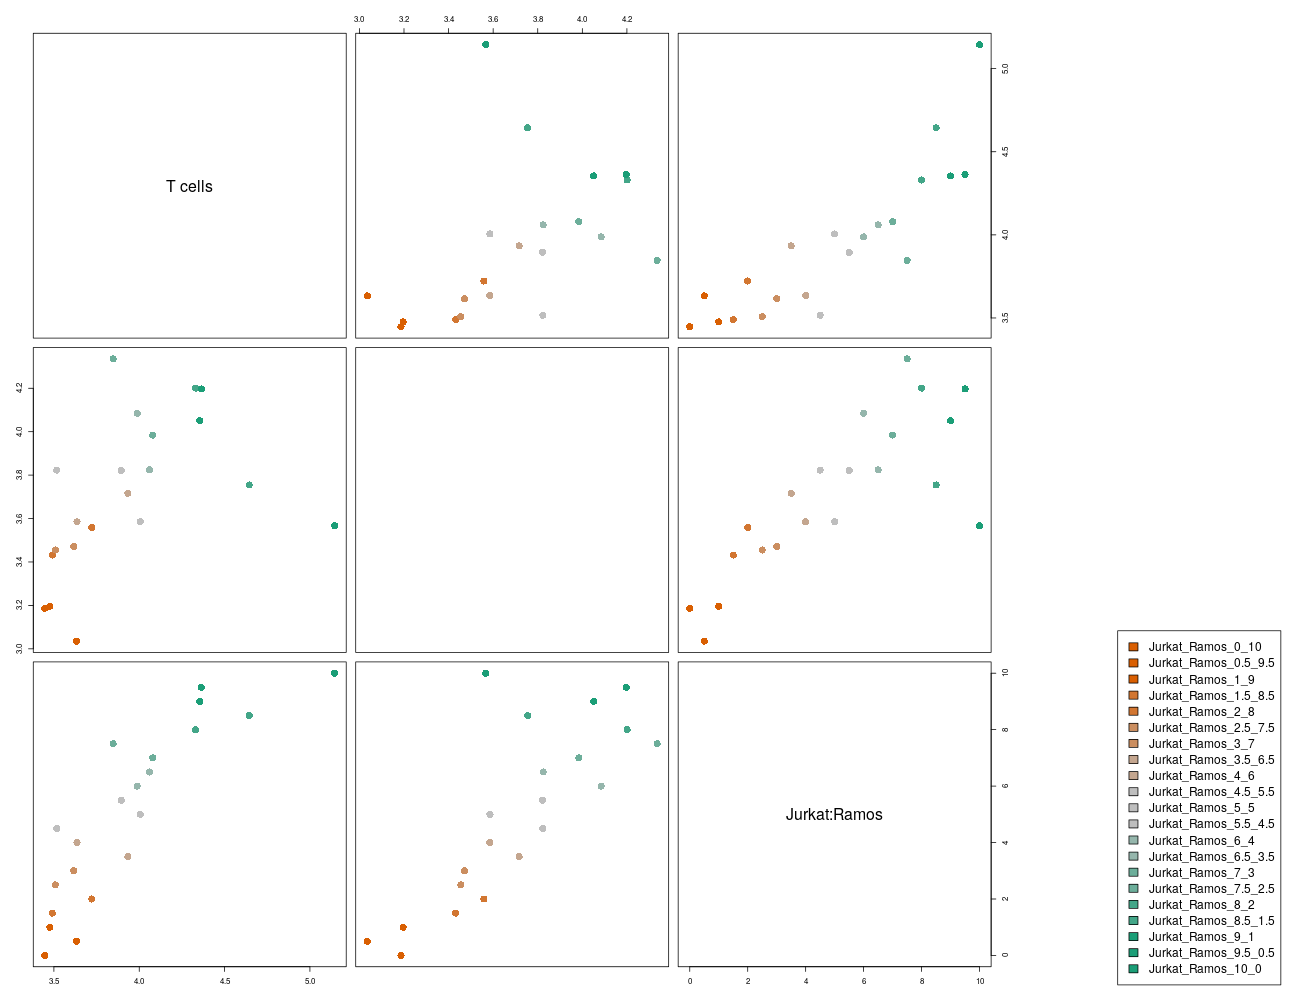 3.0 3.2 3.4 3.6 3.8 4.0 4.2
T cells
3.5 4.0 4.5 5.0
3.0 3.2 3.4 3.6 3.8 4.0 4.2
Jurkat:Ramos
0 2 4 6 8 10
3.5 4.0 4.5 5.0
0 2 4 6 8 10
Jurkat_Ramos_0_10
Jurkat_Ramos_0.5_9.5
Jurkat_Ramos_1_9
Jurkat_Ramos_1.5_8.5
Jurkat_Ramos_2_8
Jurkat_Ramos_2.5_7.5
Jurkat_Ramos_3_7
Jurkat_Ramos_3.5_6.5
Jurkat_Ramos_4_6
Jurkat_Ramos_4.5_5.5
Jurkat_Ramos_5_5
Jurkat_Ramos_5.5_4.5
Jurkat_Ramos_6_4
Jurkat_Ramos_6.5_3.5
Jurkat_Ramos_7_3
Jurkat_Ramos_7.5_2.5
Jurkat_Ramos_8_2
Jurkat_Ramos_8.5_1.5
Jurkat_Ramos_9_1
Jurkat_Ramos_9.5_0.5
Jurkat_Ramos_10_0